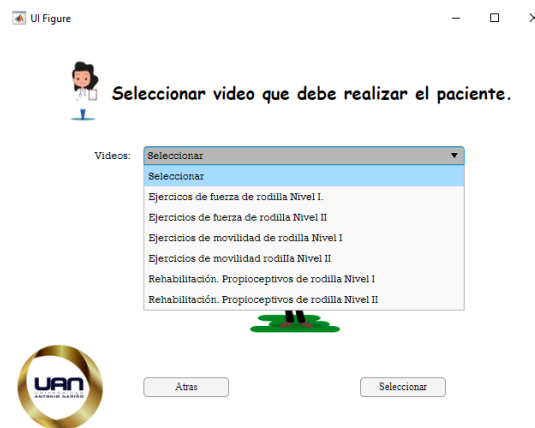 UI Figure
Seleccionar video que debe realizar el paciente.
Videos: Seleccionar
Seleccionar
Ejercicos de fuerza de rodilla Nivel I.
Ejercicios de fuerza de rodilla Nivel II
Ejercicios de movilidad de rodilla Nivel I
Ejercicios de movilidad rodilla Nivel II
Rehabilitación. Propioceptivos de rodilla Nivel I
Rehabilitación. Propioceptivos de rodilla Nivel II
UAN
UNIVERSIDAD
ANTONIO NARIÑO
Atras Seleccionar